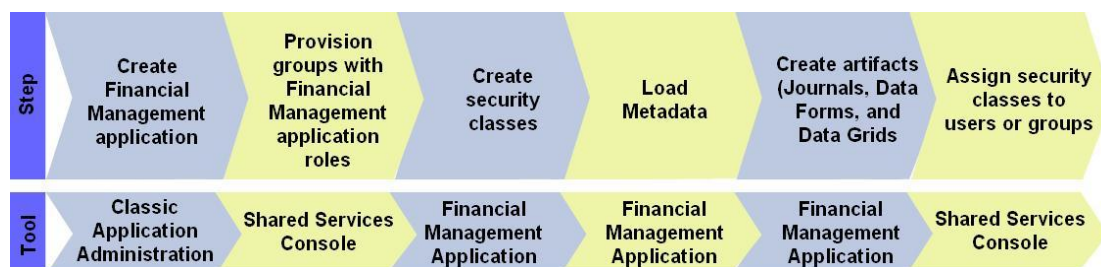 Step
Create
Financial
Management
application
Provision
groups with
Financial
Management
application
roles
Create
security
classes
Load
Metadata
Create artifacts
(Journals, Data
Forms, and
Data Grids
Assign security
classes to
users or groups
Tool
Classic
Application
Administration
Shared Services
Console
Financial
Management
Application
Financial
Management
Application
Financial
Management
Application
Shared Services
Console